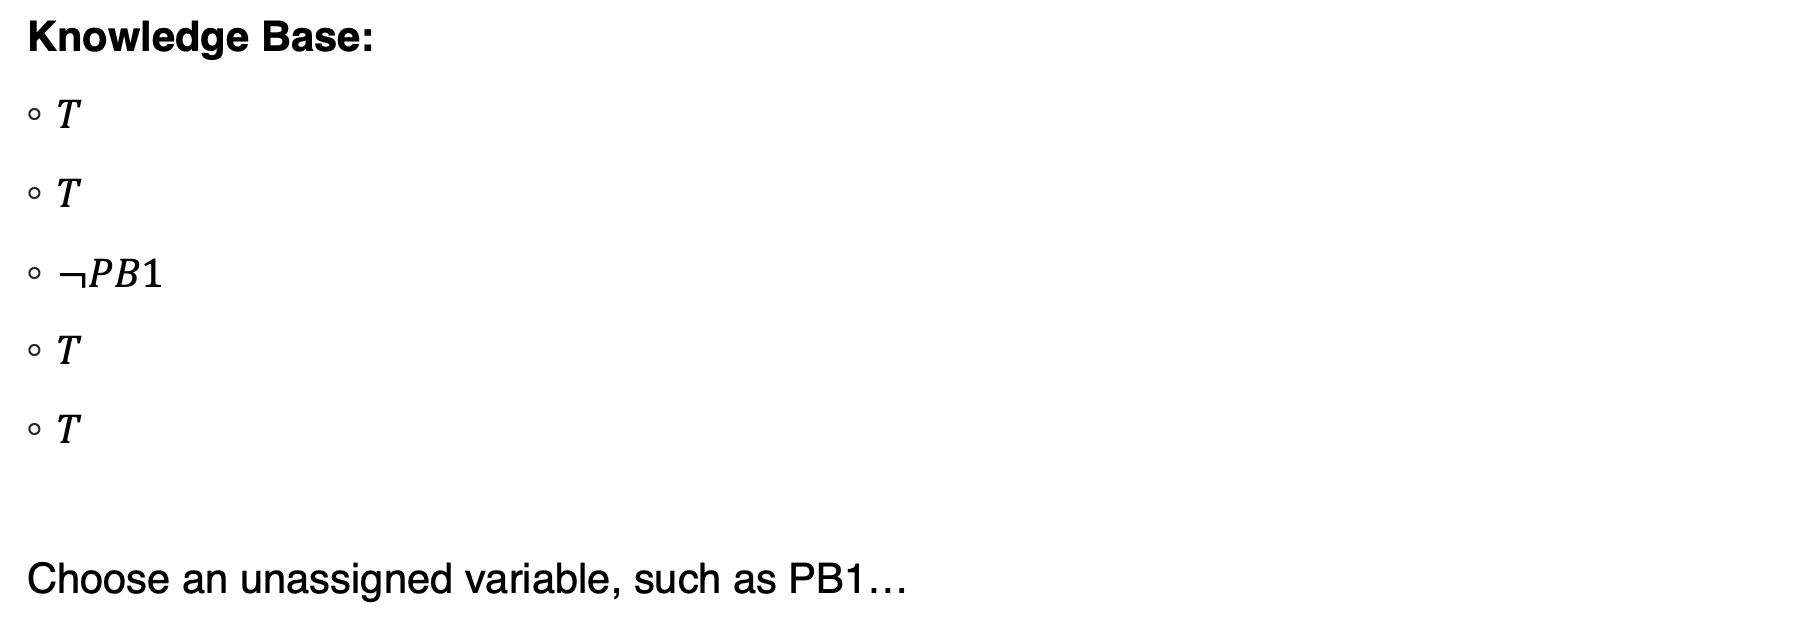 Knowledge Base:
∘ T
∘ T
∘ ¬PB1
∘ T
∘ T
Choose an unassigned variable, such as PB1…